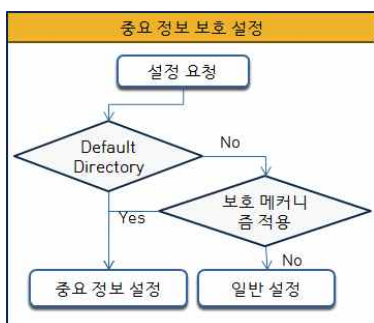 중요 정보 보호 설정
설정 요청
Default
Directory
No
보호 메커니
즘 적용
Yes
No
중요 정보 설정
일반 설정